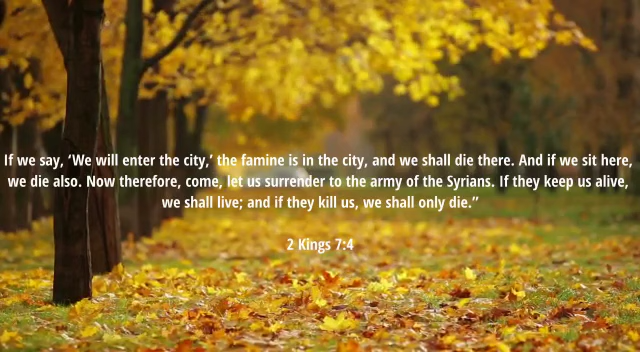 If we say, ‘We will enter the city,’ the famine is in the city, and we shall die there. And if we sit here,
we die also. Now therefore, come, let us surrender to the army of the Syrians. If they keep us alive,
we shall live; and if they kill us, we shall only die.”
2 Kings 7:4